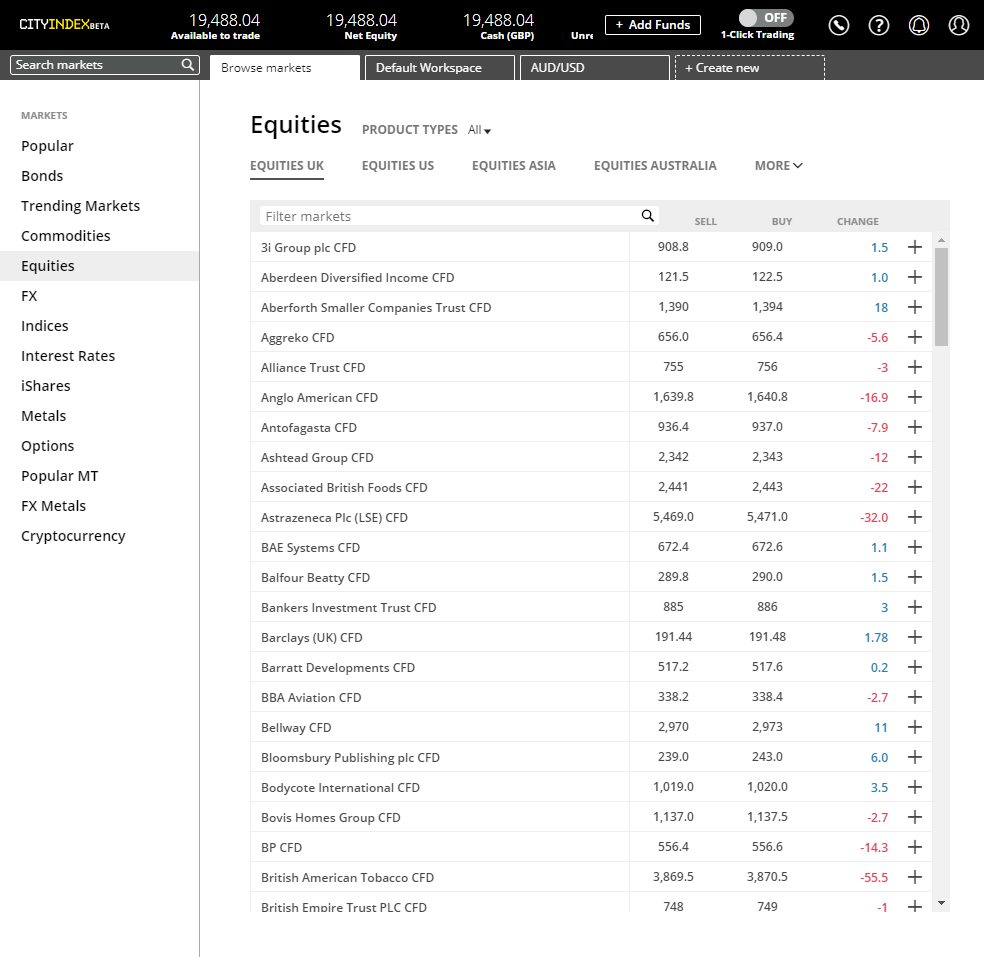 CITYINDEXBETA
19,488.04 19,488.04 19,488.04
Available to trade Net Equity Cash (GBP) Unre
+ Add Funds
OFF
1-Click Trading
Search markets
Browse markets Default Workspace AUD/USD + Create new
MARKETS
Popular
Bonds
Trending Markets
Commodities
Equities
FX
Indices
Interest Rates
iShares
Metals
Options
Popular MT
FX Metals
Cryptocurrency
Equities PRODUCT TYPES All
EQUITIES UK EQUITIES US EQUITIES ASIA EQUITIES AUSTRALIA MORE
Filter markets SELL BUY CHANGE
3i Group plc CFD 908.8 909.0 1.5 +
Aberdeen Diversified Income CFD 121.5 122.5 1.0 +
Aberforth Smaller Companies Trust CFD 1,390 1,394 18 +
Aggreko CFD 656.0 656.4 -5.6 +
Alliance Trust CFD 755 756 -3 +
Anglo American CFD 1,639.8 1,640.8 -16.9 +
Antofagasta CFD 936.4 937.0 -7.9 +
Ashtead Group CFD 2,342 2,343 -12 +
Associated British Foods CFD 2,441 2,443 -22 +
Astrazeneca Plc (LSE) CFD 5,469.0 5,471.0 -32.0 +
BAE Systems CFD 672.4 672.6 1.1 +
Balfour Beatty CFD 289.8 290.0 1.5 +
Bankers Investment Trust CFD 885 886 3 +
Barclays (UK) CFD 191.44 191.48 1.78 +
Barratt Developments CFD 517.2 517.6 0.2 +
BBA Aviation CFD 338.2 338.4 -2.7 +
Bellway CFD 2,970 2,973 11 +
Bloomsbury Publishing plc CFD 239.0 243.0 6.0 +
Bodycote International CFD 1,019.0 1,020.0 3.5 +
Bovis Homes Group CFD 1,137.0 1,137.5 -2.7 +
BP CFD 556.4 556.6 -14.3 +
British American Tobacco CFD 3,869.5 3,870.5 -55.5 +
British Empire Trust PLC CFD 748 749 -1 +